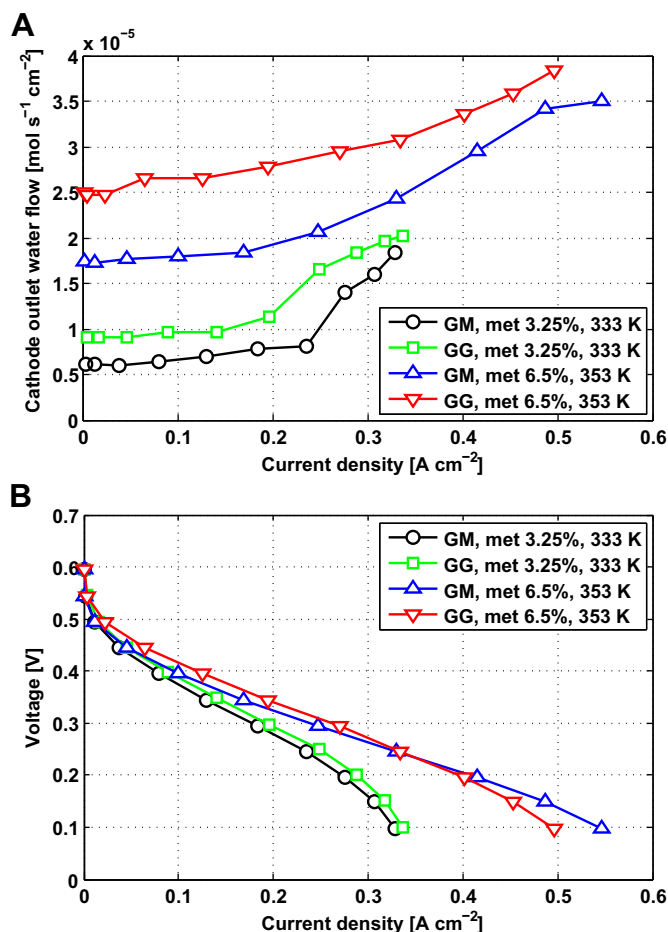 A
x 10⁻⁵
4
3.5
3
2.5
2
1.5
1
0.5
0
Cathode outlet water flow [mol s⁻¹ cm⁻²]
GM, met 3.25%, 333 K
GG, met 3.25%, 333 K
GM, met 6.5%, 353 K
GG, met 6.5%, 353 K
0 0.1 0.2 0.3 0.4 0.5 0.6
Current density [A cm⁻²]
B
0.7
0.6
0.5
0.4
0.3
0.2
0.1
0
Voltage [V]
GM, met 3.25%, 333 K
GG, met 3.25%, 333 K
GM, met 6.5%, 353 K
GG, met 6.5%, 353 K
0 0.1 0.2 0.3 0.4 0.5 0.6
Current density [A cm⁻²]